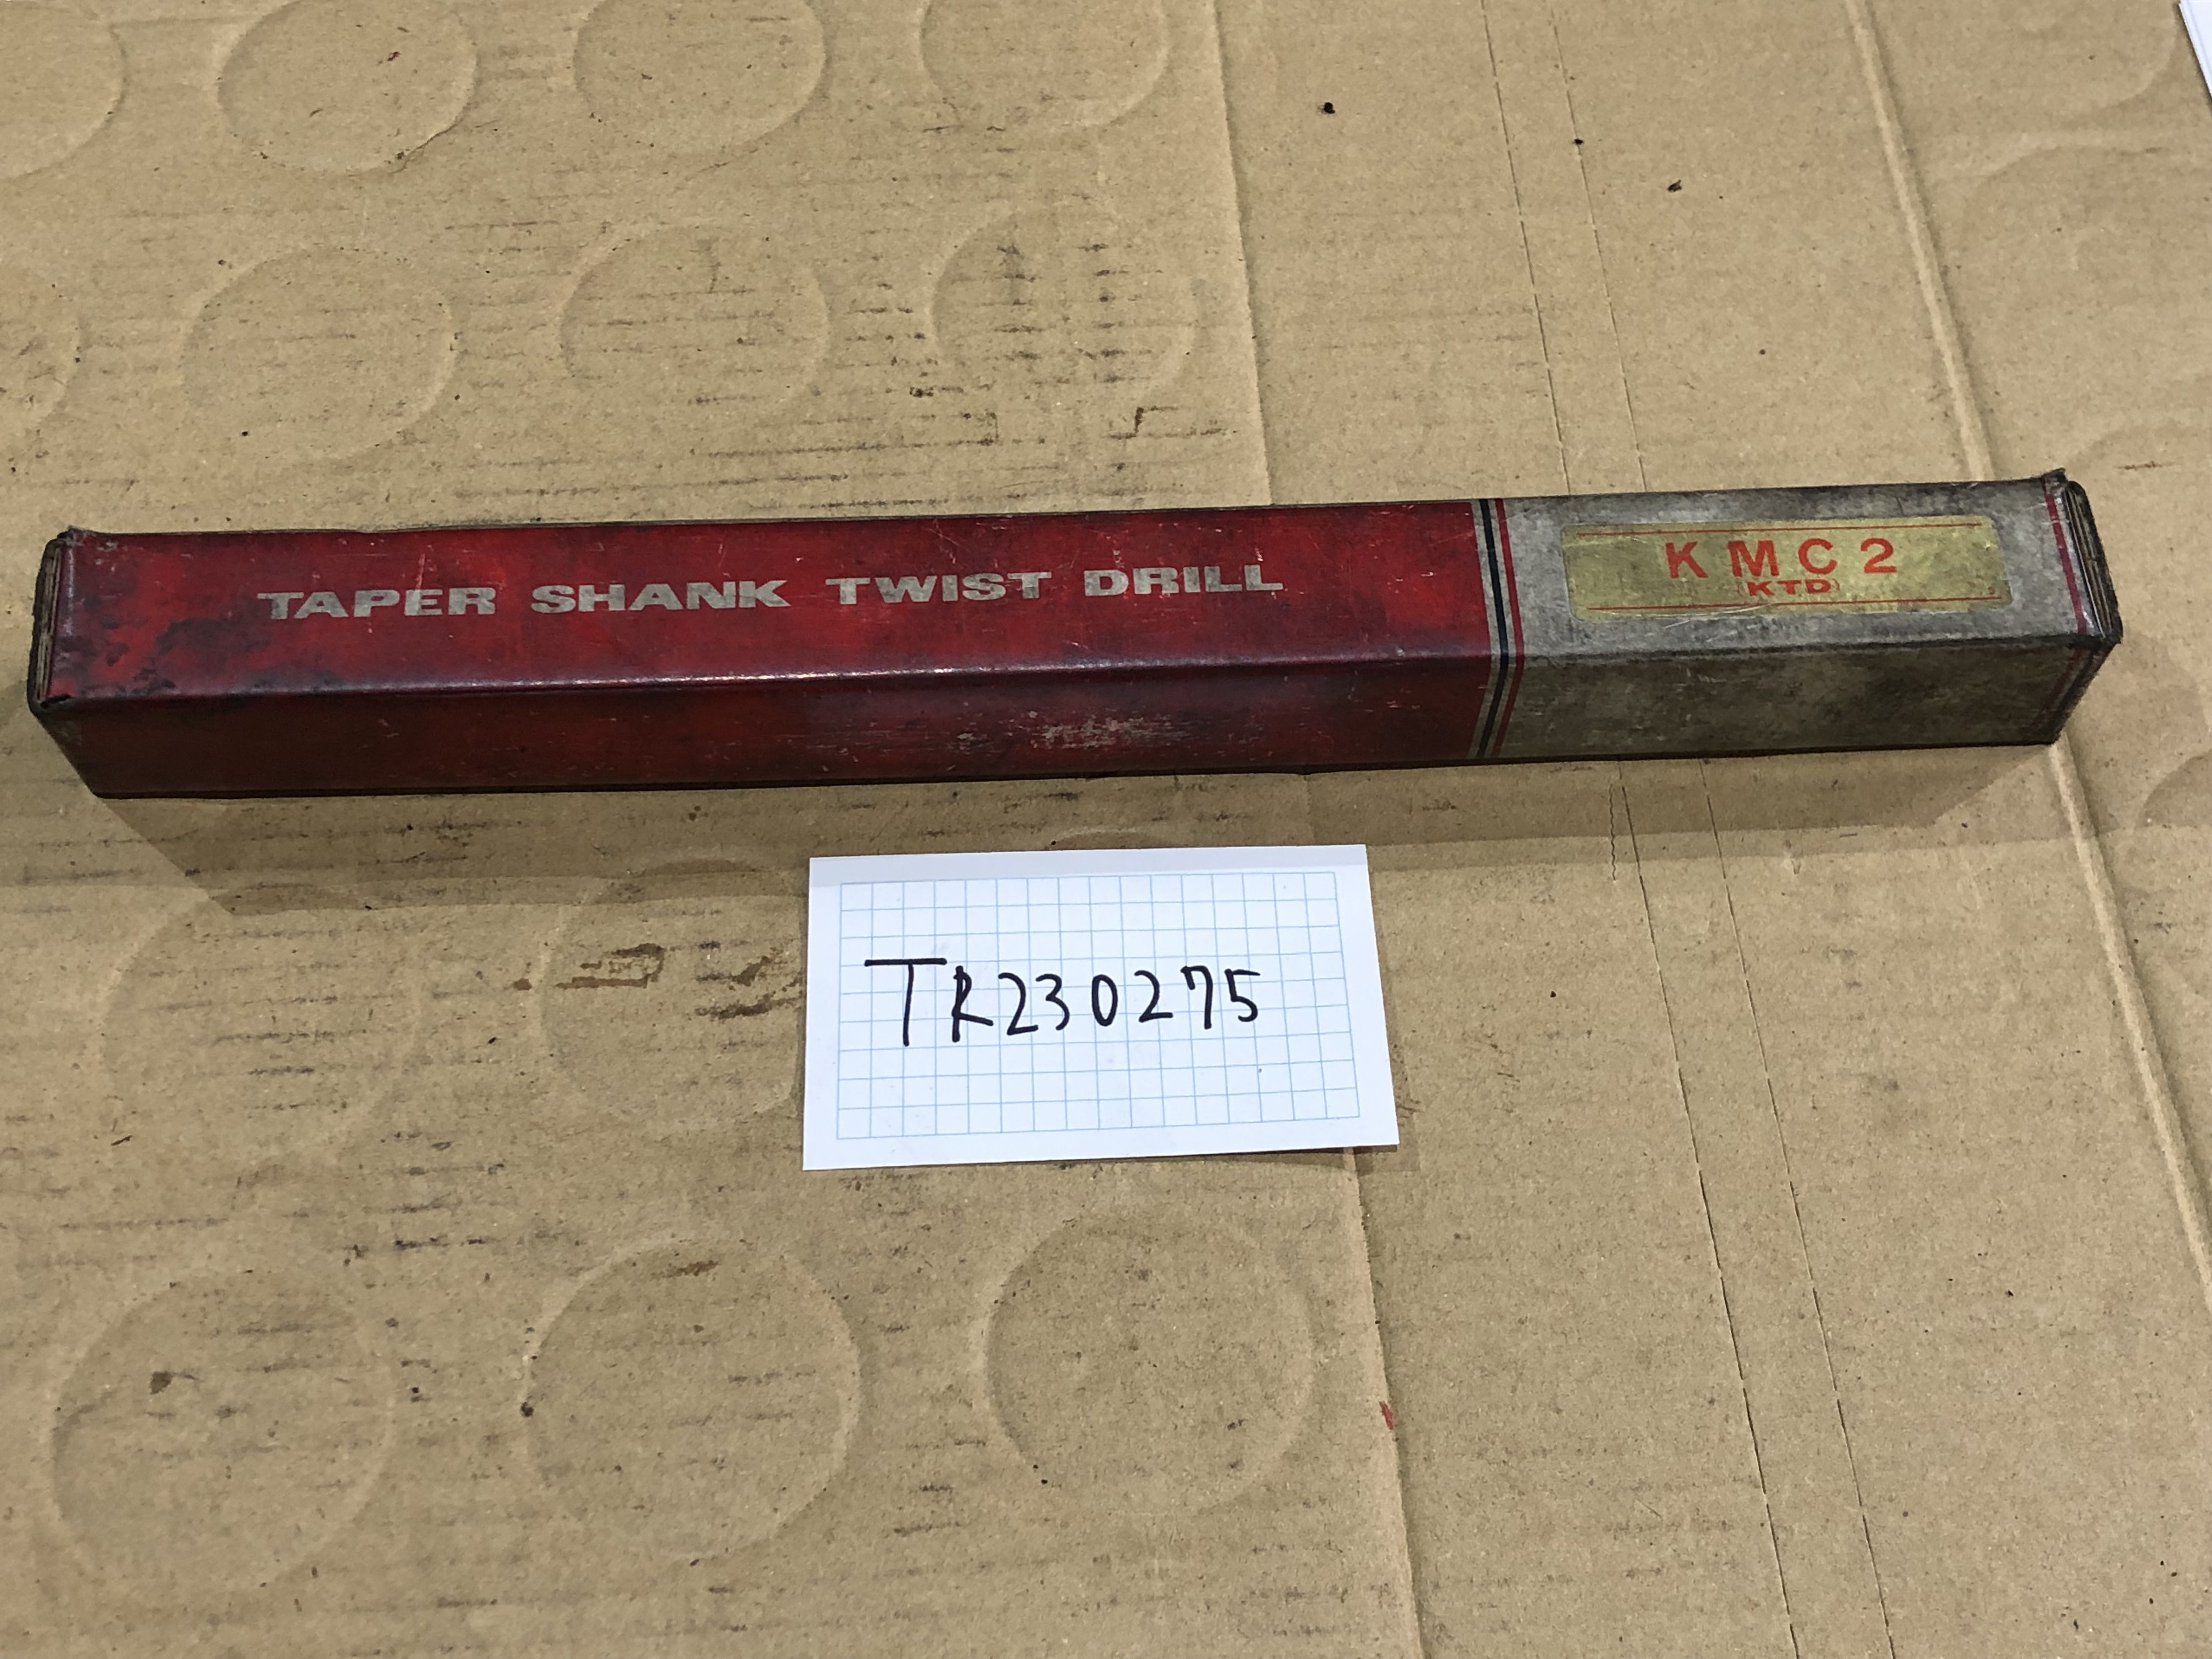 TAPER SHANK TWIST DRILL
KMC2
(KTD)
TR230275